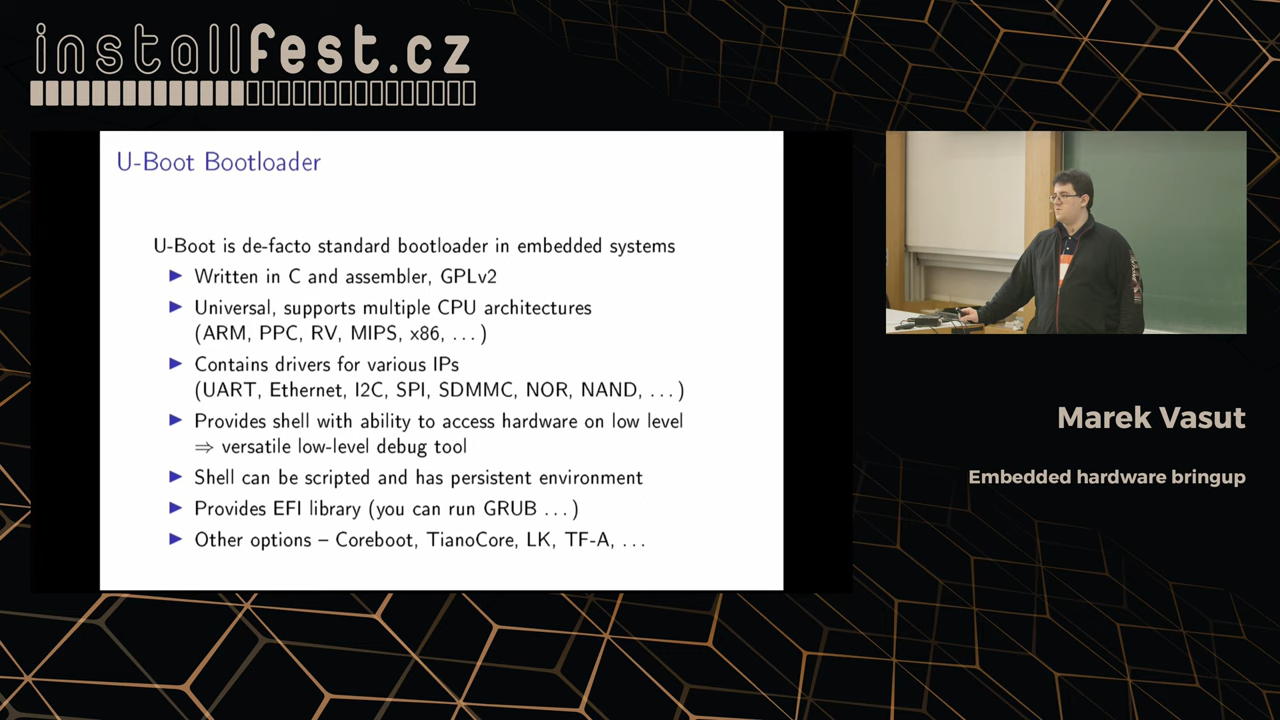 installfest.cz
U-Boot Bootloader
U-Boot is de-facto standard bootloader in embedded systems
Written in C and assembler, GPLv2
Universal, supports multiple CPU architectures
(ARM, PPC, RV, MIPS, x86, ...)
Contains drivers for various IPs
(UART, Ethernet, I2C, SPI, SDMMC, NOR, NAND, ...)
Provides shell with ability to access hardware on low level
⇒ versatile low-level debug tool
Shell can be scripted and has persistent environment
Provides EFI library (you can run GRUB ...)
Other options – Coreboot, TianoCore, LK, TF-A, ...
Marek Vasut
Embedded hardware bringup